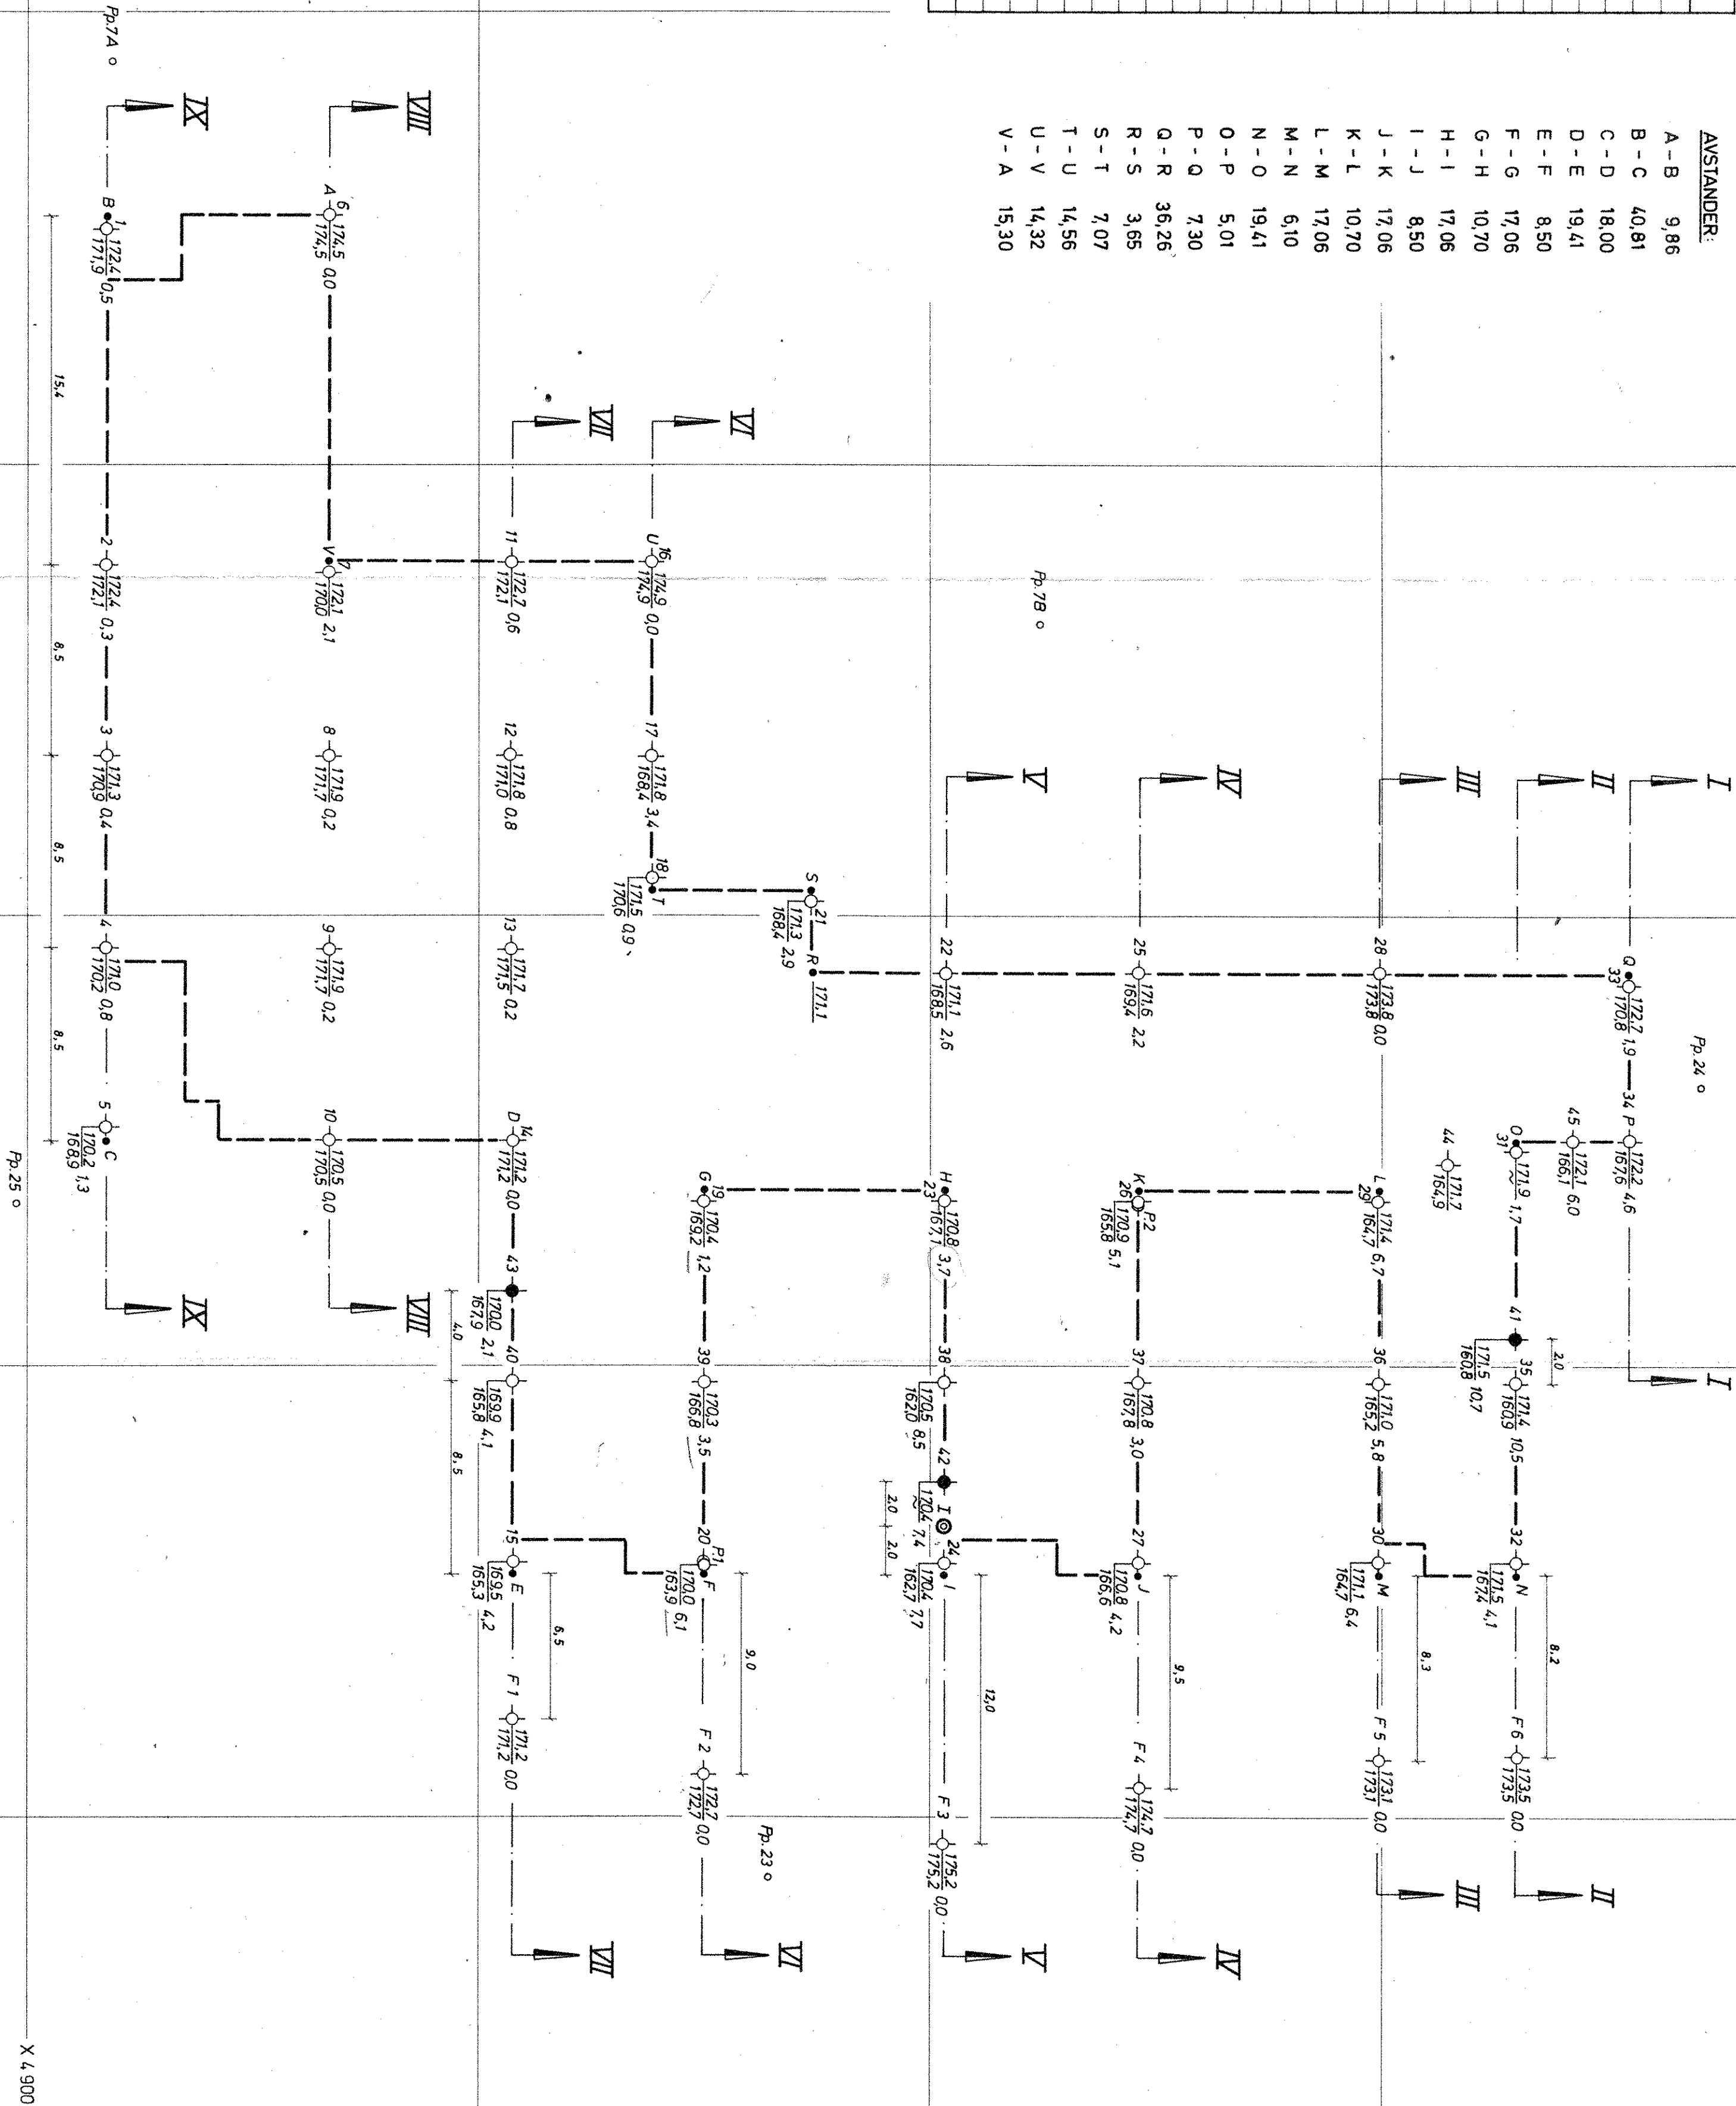 AVSTANDER:
A - B 9,86
B - C 40,81
C - D 18,00
D - E 19,41
E - F 8,50
F - G 17,06
G - H 10,70
H - I 17,06
I - J 8,50
J - K 17,06
K - L 10,70
L - M 17,06
M - N 6,10
N - O 19,41
O - P 5,01
P - Q 7,30
Q - R 36,26
R - S 3,65
S - T 7,07
T - U 14,56
U - V 14,32
V - A 15,30
I
Pp.24
Q 33 172,7 170,8 1,9
34 P 172,2 167,6 4,6
I
45 172,1 166,1 6,0
II
O 31 171,9 1,7
41 171,5 160,8 10,7
2,0
35 171,4 160,9 10,5
32 N 171,5 167,4 4,1
8,2
F 6 173,5 173,5 0,0
II
44 171,7 164,9
III
28 173,8 173,8 0,0
L 29 171,4 164,7 6,7
36 171,0 165,2 5,8
30 M 171,1 164,7 6,4
8,3
F 5 173,1 173,1 0,0
III
IV
25 171,6 169,4 2,2
K 26 P.2 170,9 165,8 5,1
37 170,8 167,8 3,0
27 J 170,8 166,6 4,2
9,5
F 4 174,7 174,7 0,0
IV
Pp.7B
V
22 171,1 168,5 2,6
H 23 170,8 167,1 3,7
38 170,5 162,0 8,5
42 170,4 7,4
I
2,0
2,0
24 I 170,4 162,7 7,7
12,0
F 3 175,2 175,2 0,0
V
S 21 171,3 168,4 2,9
R 171,1
VI
U 16 174,9 174,9 0,0
17 171,8 168,4 3,4
18 T 171,5 170,6 0,9
G 19 170,4 169,2 1,2
39 170,3 166,8 3,5
20 P.1 F 170,0 163,9 6,1
9,0
F 2 172,7 172,7 0,0
Pp.23
VI
VII
11 172,7 172,1 0,6
12 171,8 171,0 0,8
13 171,7 171,5 0,2
D 14 171,2 171,2 0,0
43 170,0 167,9 2,1
4,0
40 169,9 165,8 4,1
8,5
15 E 169,5 165,3 4,2
6,5
F 1 171,2 171,2 0,0
VII
VIII
A 6 174,5 174,5 0,0
V 7 172,1 170,0 2,1
8 171,9 171,7 0,2
9 171,9 171,7 0,2
10 170,5 170,5 0,0
VIII
Pp.7A
IX
B 1 172,4 171,9 0,5
2 172,4 172,1 0,3
3 171,3 170,9 0,4
4 171,0 170,2 0,8
5 C 170,2 168,9 1,3
IX
15,4
8,5
8,5
8,5
Pp.25
X 4 900